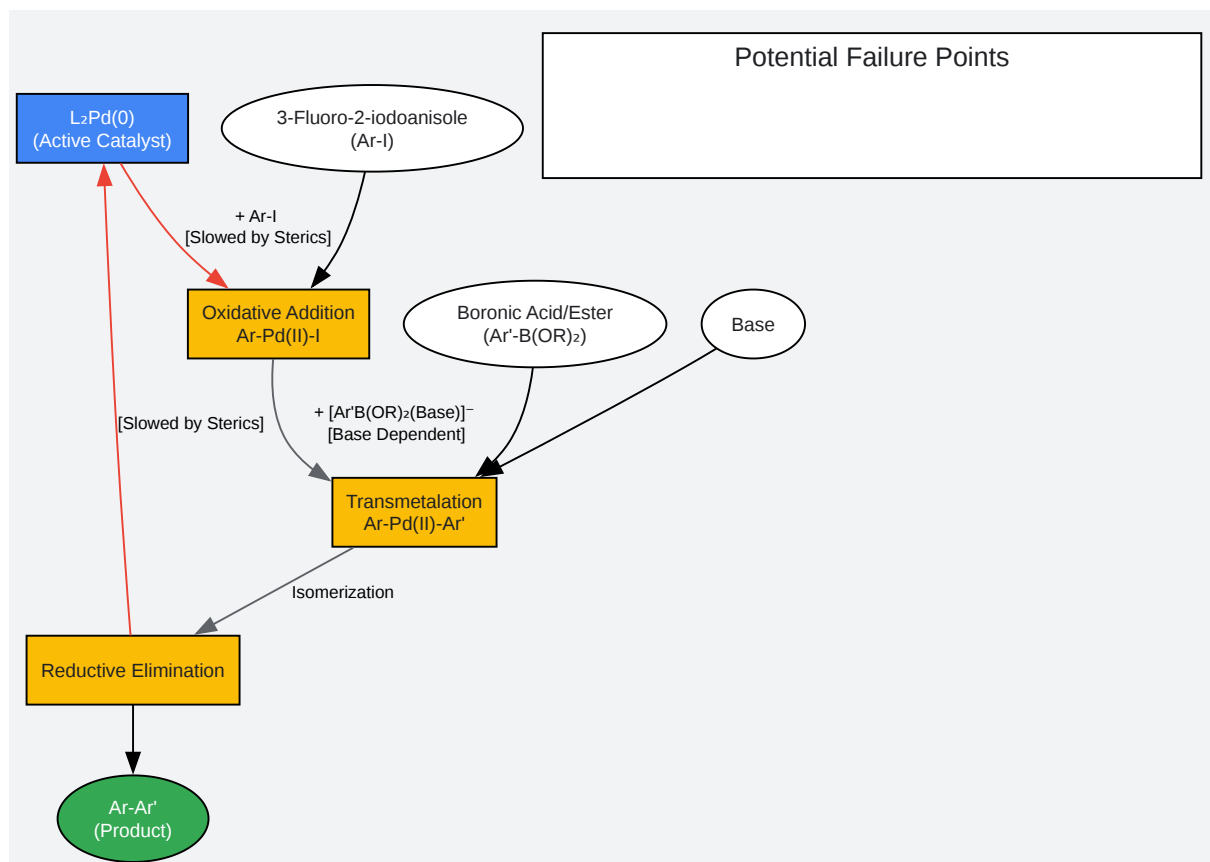 Potential Failure Points
L₂Pd(0)
(Active Catalyst)
3-Fluoro-2-iodoanisole
(Ar-I)
+ Ar-I
[Slowed by Sterics]
Oxidative Addition
Ar-Pd(II)-I
Boronic Acid/Ester
(Ar'-B(OR)₂)
Base
[Slowed by Sterics]
+ [Ar'B(OR)₂(Base)]⁻
[Base Dependent]
Transmetalation
Ar-Pd(II)-Ar'
Isomerization
Reductive Elimination
Ar-Ar'
(Product)